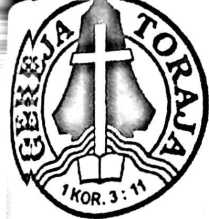 GEREJA TORAJA
1 KOR. 3 : 11